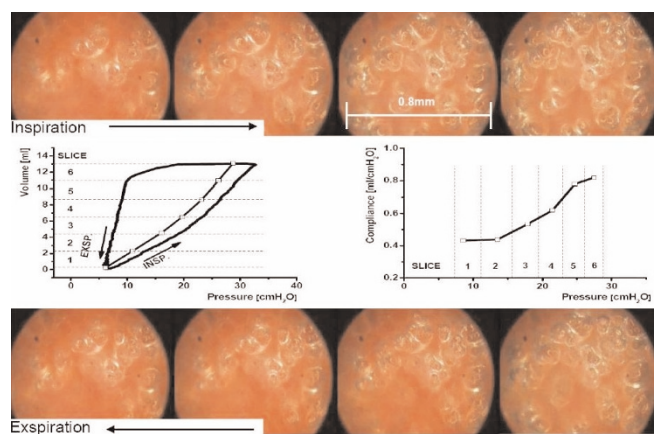 0.8mm
Inspiration
Volume [ml]
14
12
10
8
6
4
2
0
SLICE
6
5
4
3
2
1
EXSP.
INSP.
0 10 20 30 40
Pressure [cmH₂O]
Compliance [ml/cmH₂O]
1.0
0.8
0.6
0.4
0.2
SLICE 1 2 3 4 5 6
0 10 20 30
Pressure [cmH₂O]
Exspiration